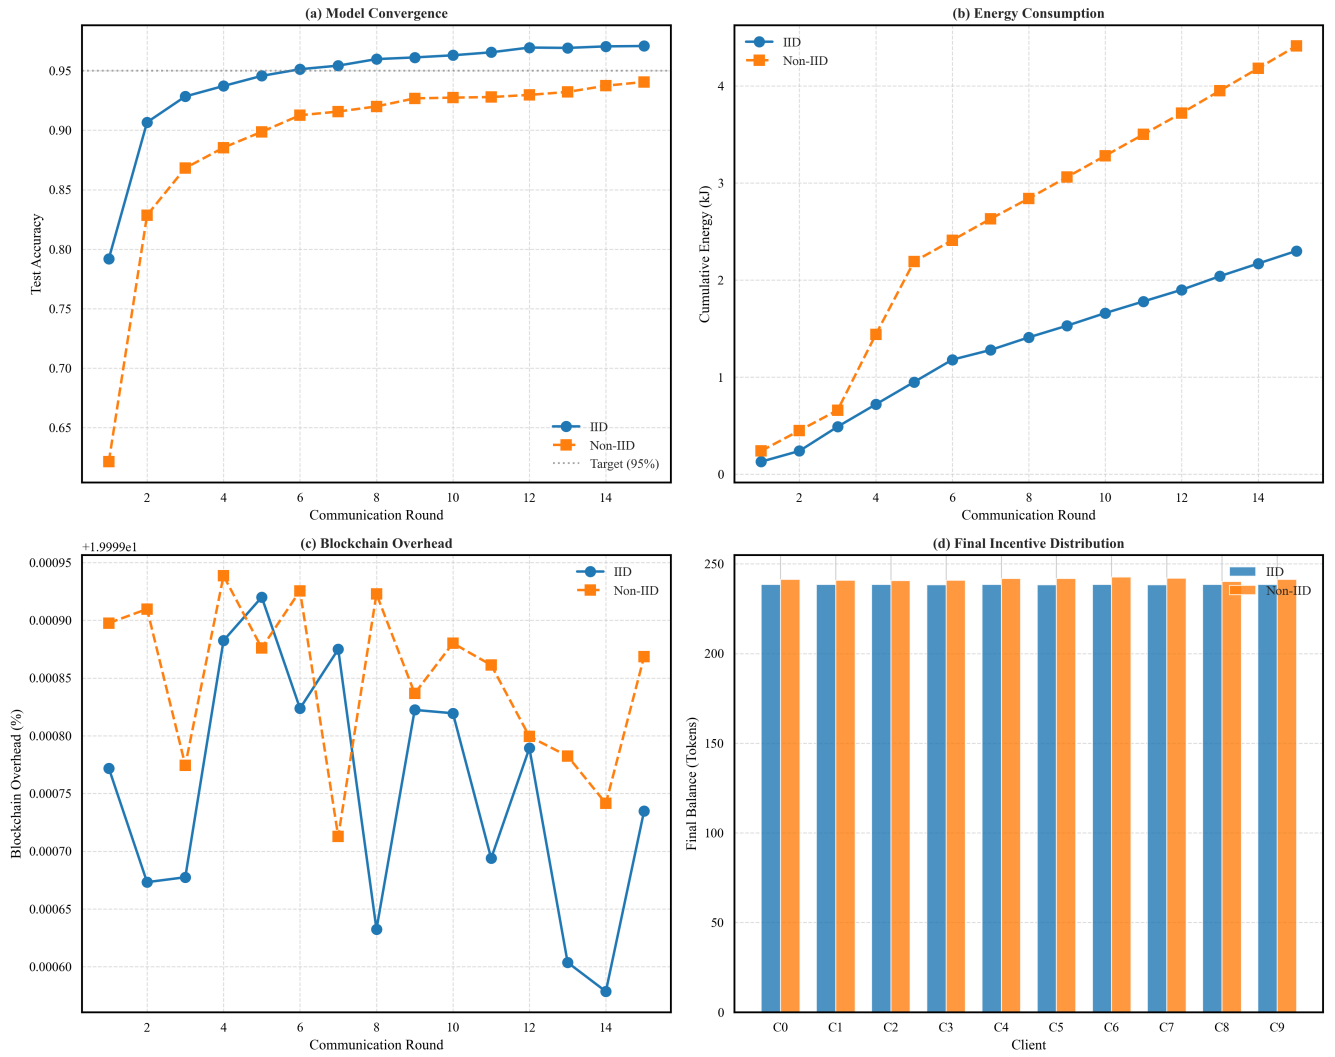 (a) Model Convergence
0.95
0.90
0.85
0.80
0.75
0.70
0.65
Test Accuracy
IID
Non-IID
Target (95%)
2 4 6 8 10 12 14
Communication Round
(b) Energy Consumption
IID
Non-IID
4
3
2
1
0
Cumulative Energy (kJ)
2 4 6 8 10 12 14
Communication Round
(c) Blockchain Overhead
+1.9999e1
0.00095
0.00090
0.00085
0.00080
0.00075
0.00070
0.00065
0.00060
Blockchain Overhead (%)
IID
Non-IID
2 4 6 8 10 12 14
Communication Round
(d) Final Incentive Distribution
250
200
150
100
50
0
Final Balance (Tokens)
IID
Non-IID
C0 C1 C2 C3 C4 C5 C6 C7 C8 C9
Client